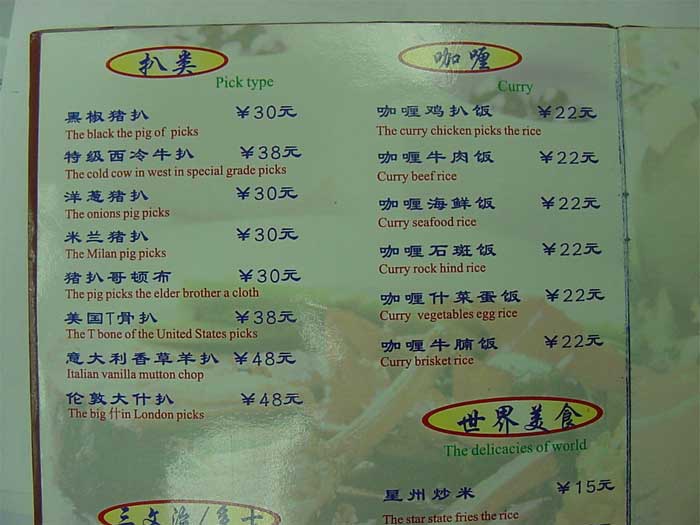 扒类
Pick type
黑椒猪扒 ￥30元
The black the pig of picks
特级西冷牛扒 ￥38元
The cold cow in west in special grade picks
洋葱猪扒 ￥30元
The onions pig picks
米兰猪扒 ￥30元
The Milan pig picks
猪扒哥顿布 ￥30元
The pig picks the elder brother a cloth
美国T骨扒 ￥38元
The T bone of the United States picks
意大利香草羊扒 ￥48元
Italian vanilla mutton chop
伦敦大什扒 ￥48元
The big 什in London picks
三文治/多士
咖喱
Curry
咖喱鸡扒饭 ￥22元
The curry chicken picks the rice
咖喱牛肉饭 ￥22元
Curry beef rice
咖喱海鲜饭 ￥22元
Curry seafood rice
咖喱石斑饭 ￥22元
Curry rock hind rice
咖喱什菜蛋饭 ￥22元
Curry vegetables egg rice
咖喱牛腩饭 ￥22元
Curry brisket rice
世界美食
The delicacies of world
星州炒米 ￥15元
The star state fries the rice